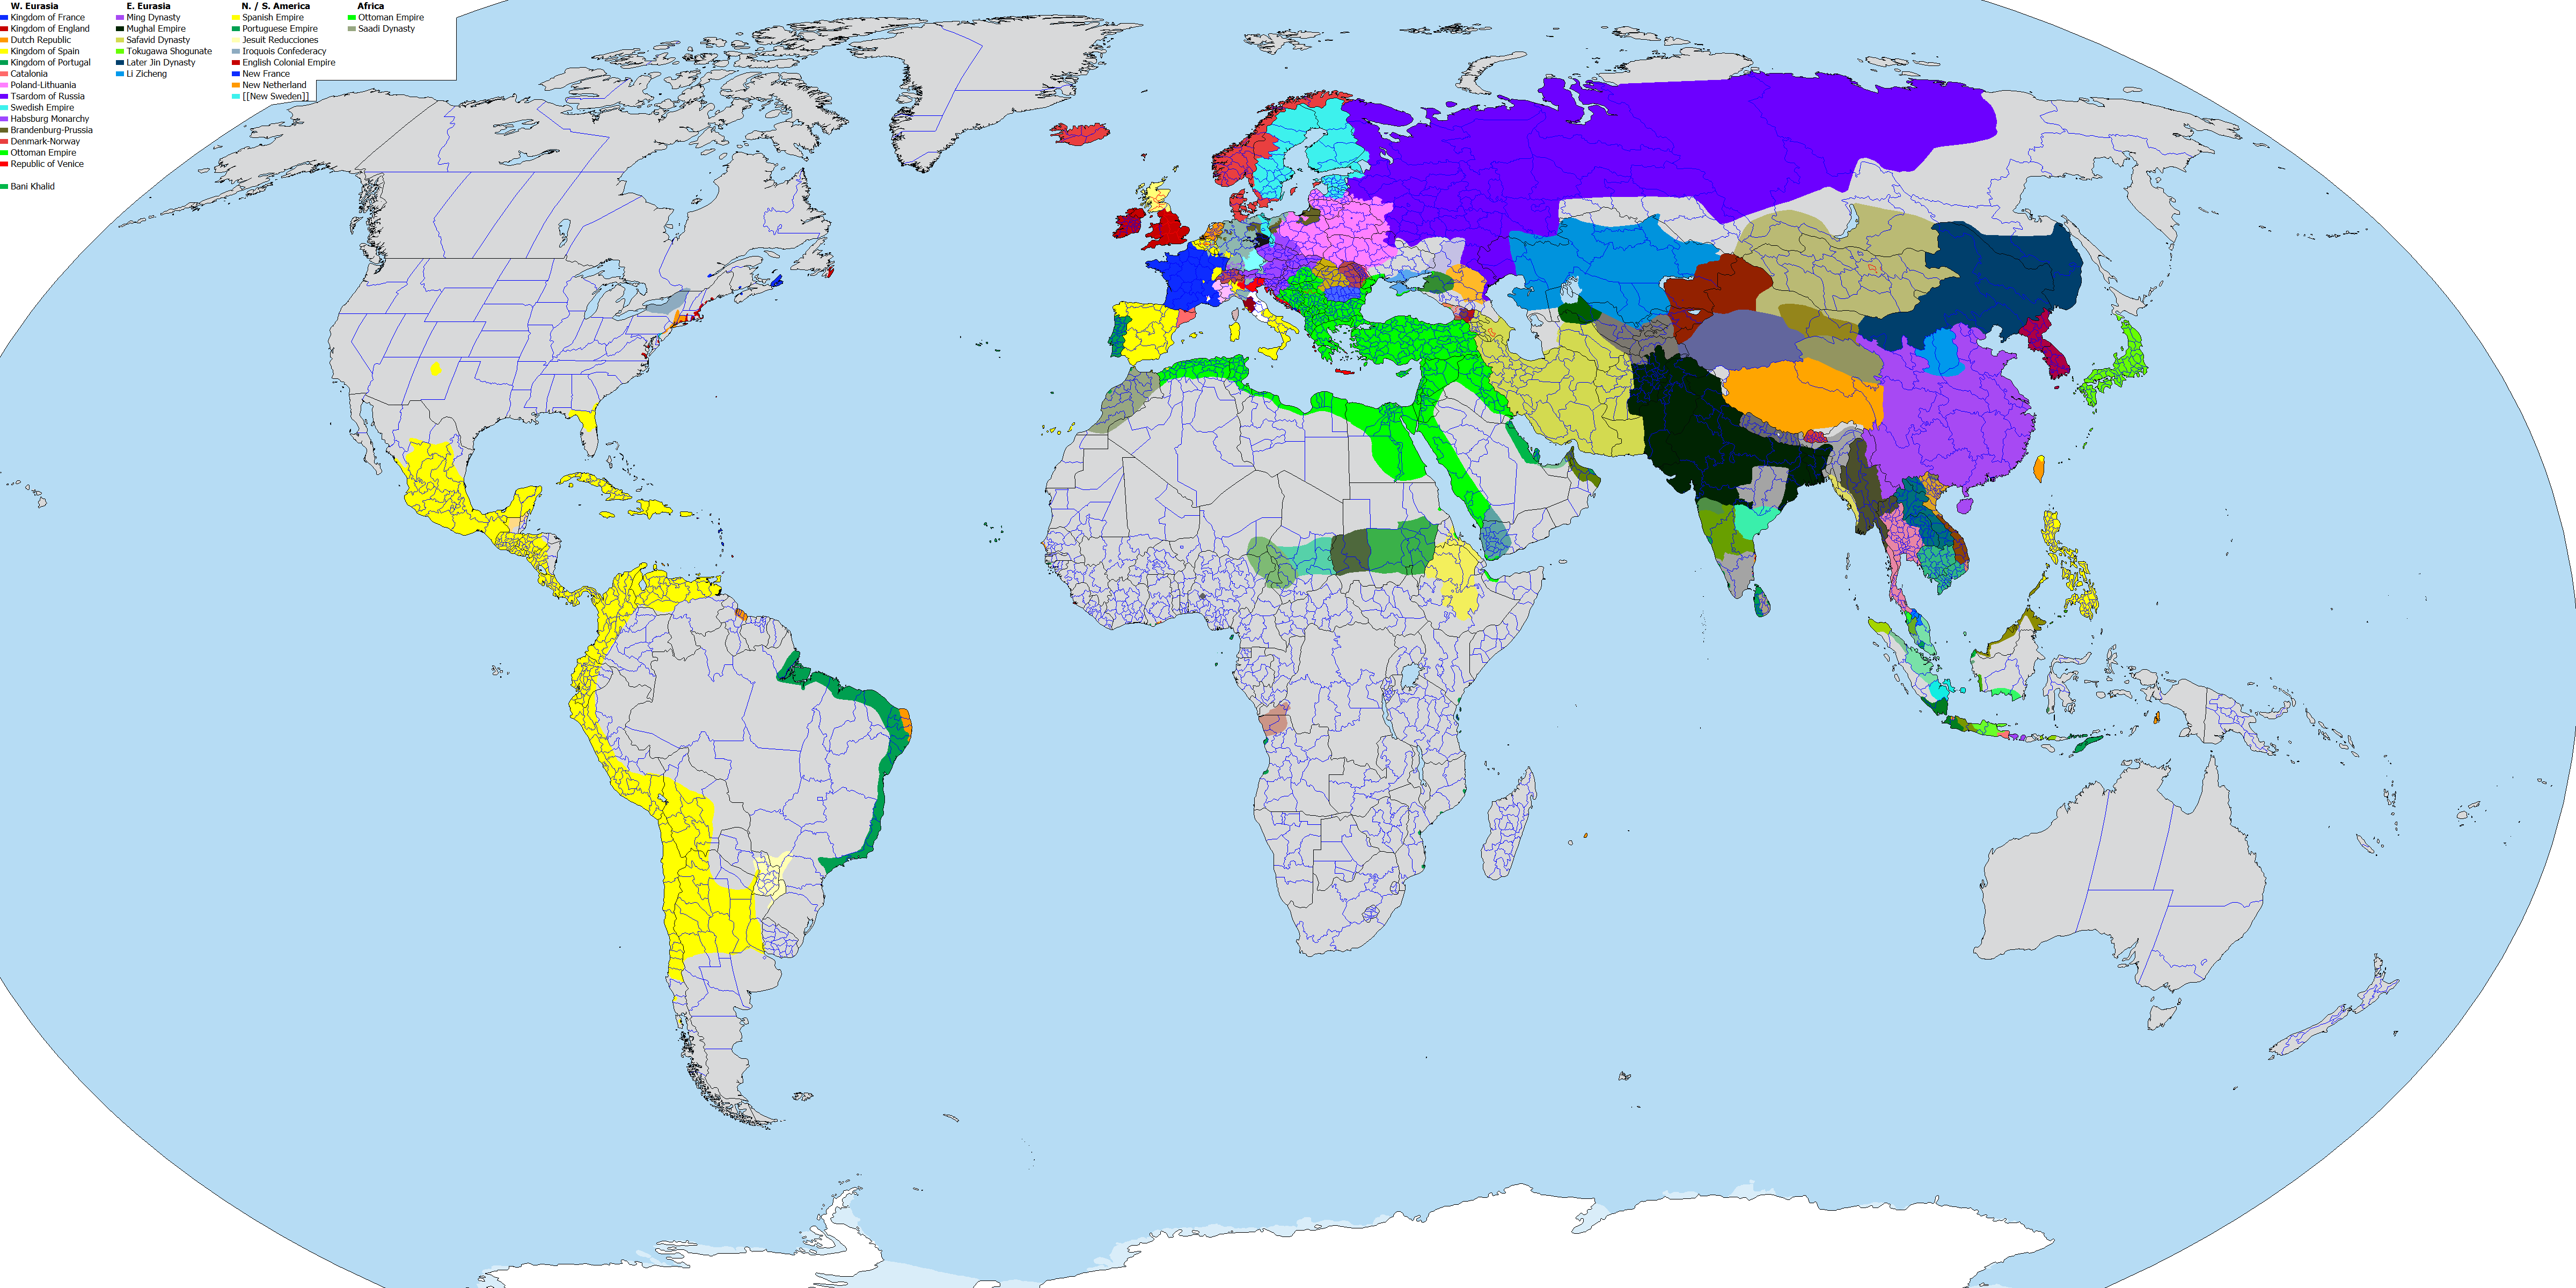 W. Eurasia
Kingdom of France
Kingdom of England
Dutch Republic
Kingdom of Spain
Kingdom of Portugal
Catalonia
Poland-Lithuania
Tsardom of Russia
Swedish Empire
Habsburg Monarchy
Brandenburg-Prussia
Denmark-Norway
Ottoman Empire
Republic of Venice
Bani Khalid
E. Eurasia
Ming Dynasty
Mughal Empire
Safavid Dynasty
Tokugawa Shogunate
Later Jin Dynasty
Li Zicheng
N. / S. America
Spanish Empire
Portuguese Empire
Jesuit Reducciones
Iroquois Confederacy
English Colonial Empire
New France
New Netherland
[[New Sweden]]
Africa
Ottoman Empire
Saadi Dynasty